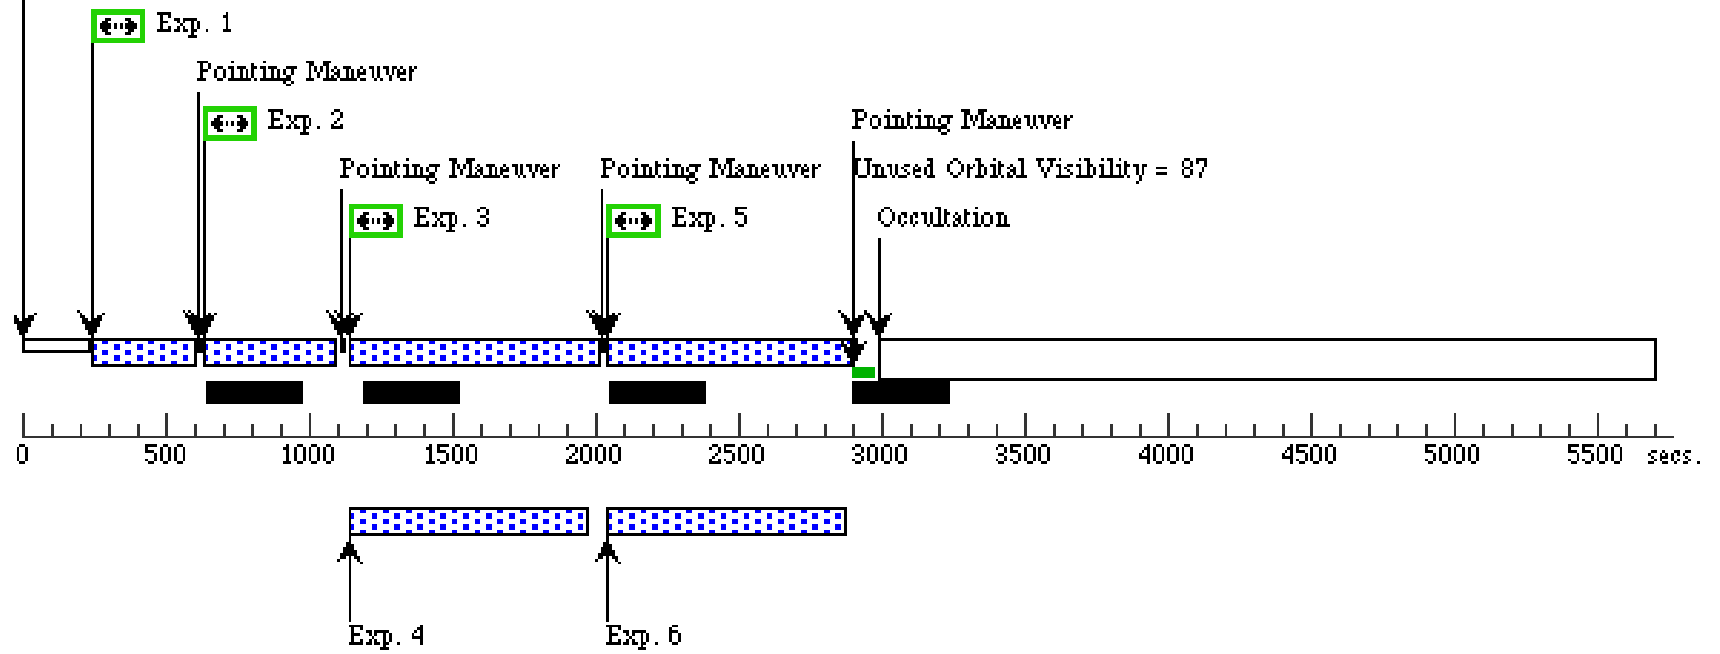 Exp. 1
Pointing Maneuver
Exp. 2
Pointing Maneuver
Pointing Maneuver
Pointing Maneuver
Unused Orbital Visibility = 87
Exp. 3
Exp. 5
Occultation
0 500 1000 1500 2000 2500 3000 3500 4000 4500 5000 5500 secs.
Exp. 4
Exp. 6